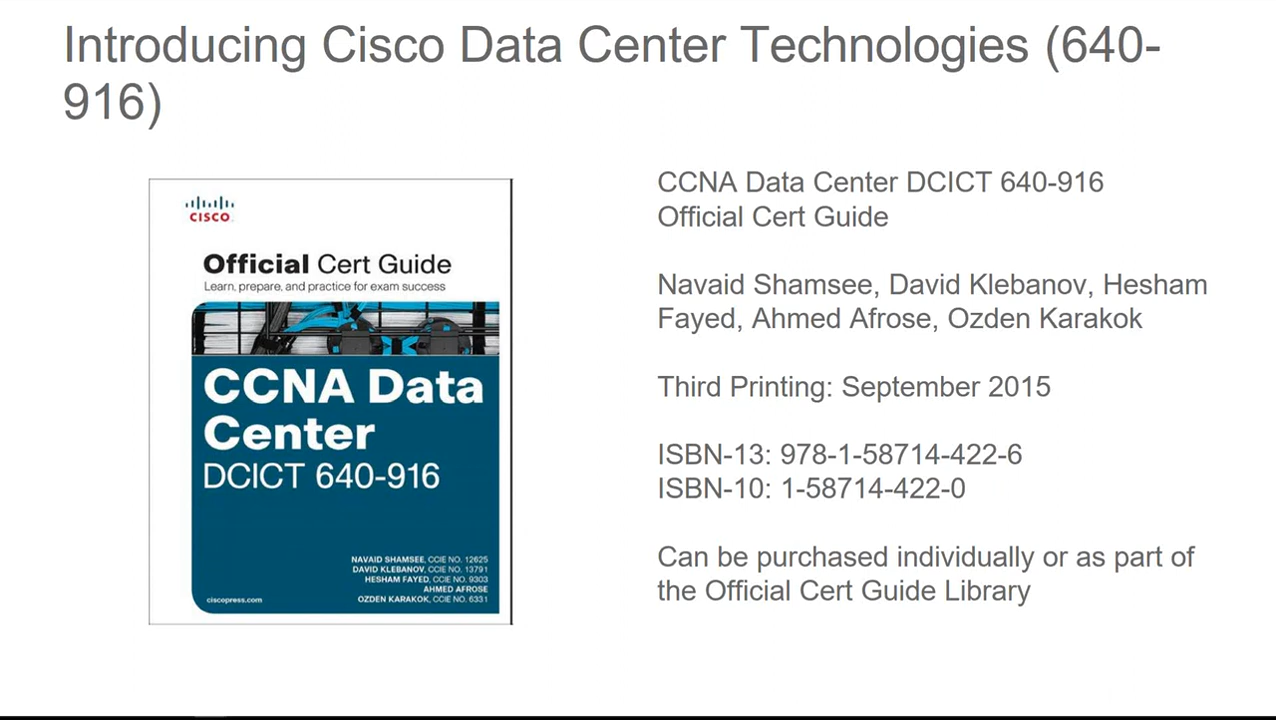 Introducing Cisco Data Center Technologies (640-
916)
CISCO
Official Cert Guide
Learn, prepare, and practice for exam success
CCNA Data
Center
DCICT 640-916
NAVAID SHAMSEE, CCIE NO. 12625
DAVID KLEBANOV, CCIE NO. 13791
HESHAM FAYED, CCIE NO. 9303
AHMED AFROSE
OZDEN KARAKOK, CCIE NO. 6331
ciscopress.com
CCNA Data Center DCICT 640-916
Official Cert Guide
Navaid Shamsee, David Klebanov, Hesham
Fayed, Ahmed Afrose, Ozden Karakok
Third Printing: September 2015
ISBN-13: 978-1-58714-422-6
ISBN-10: 1-58714-422-0
Can be purchased individually or as part of
the Official Cert Guide Library